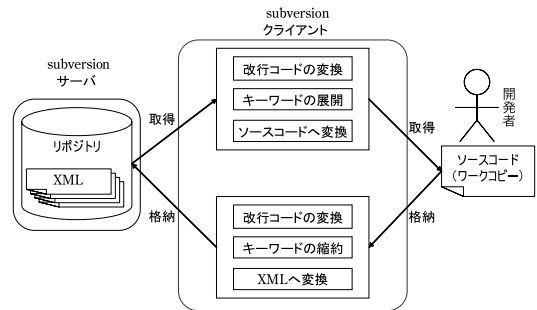 subversion
クライアント
subversion
サーバ
リポジトリ
XML
取得
格納
改行コードの変換
キーワードの展開
ソースコードへ変換
改行コードの変換
キーワードの縮約
XMLへ変換
取得
格納
開発者
ソースコード
(ワークコピー)